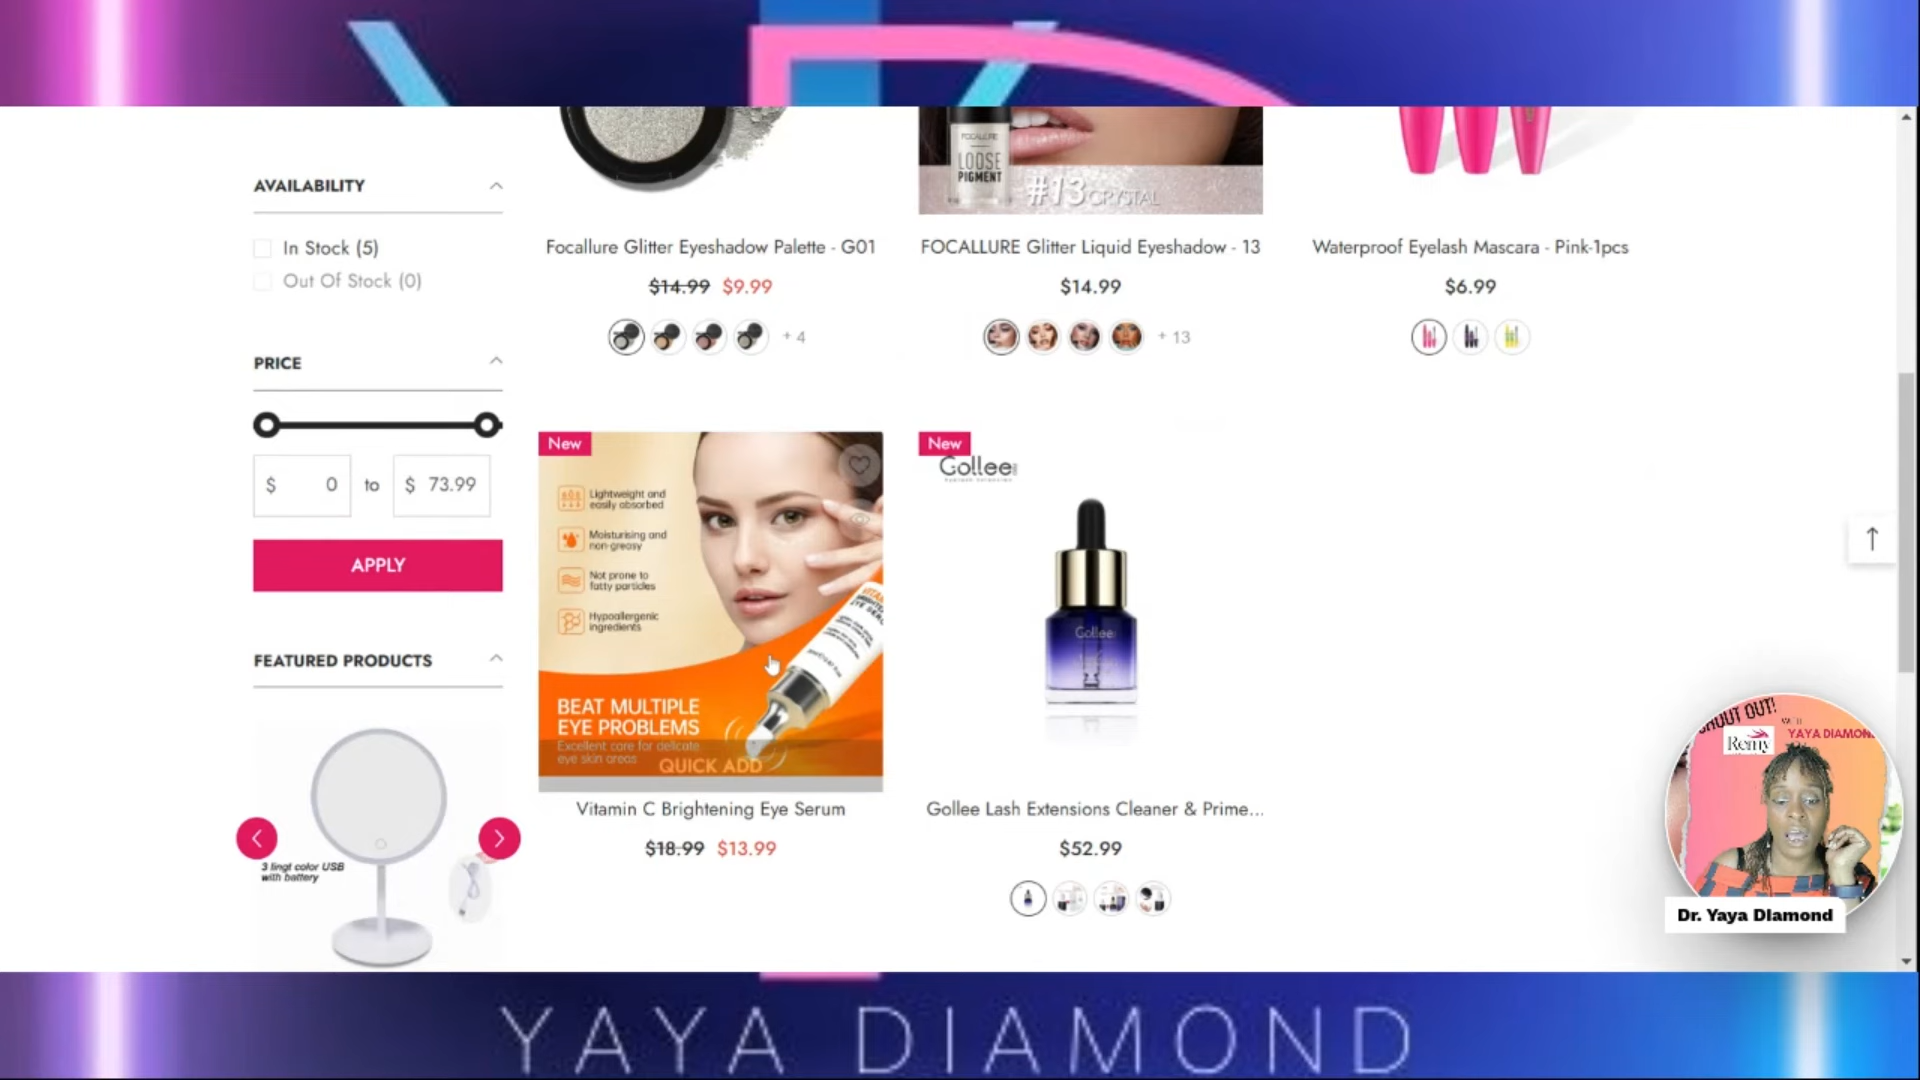 AVAILABILITY
In Stock (5)
Out Of Stock (0)
PRICE
$ 0 to $ 73.99
APPLY
FEATURED PRODUCTS
3 lingt color USB
with battery
FOCALLURE
LOOSE
PIGMENT
#13 CRYSTAL
Focallure Glitter Eyeshadow Palette - G01
$14.99 $9.99
+ 4
FOCALLURE Glitter Liquid Eyeshadow - 13
$14.99
+ 13
Waterproof Eyelash Mascara - Pink-1pcs
$6.99
New
Lightweight and
easily absorbed
Moisturising and
non-greasy
Not prone to
fatty particles
Hypoallergenic
ingredients
BEAT MULTIPLE
EYE PROBLEMS
Excellent care for delicate
eye skin areas
QUICK ADD
Vitamin C Brightening Eye Serum
$18.99 $13.99
New
Gollee
Gollee
Gollee Lash Extensions Cleaner & Prime...
$52.99
SHOUT OUT!
WITH
YAYA DIAMON
Remy
Dr. Yaya DIamond
YAYA DIAMOND